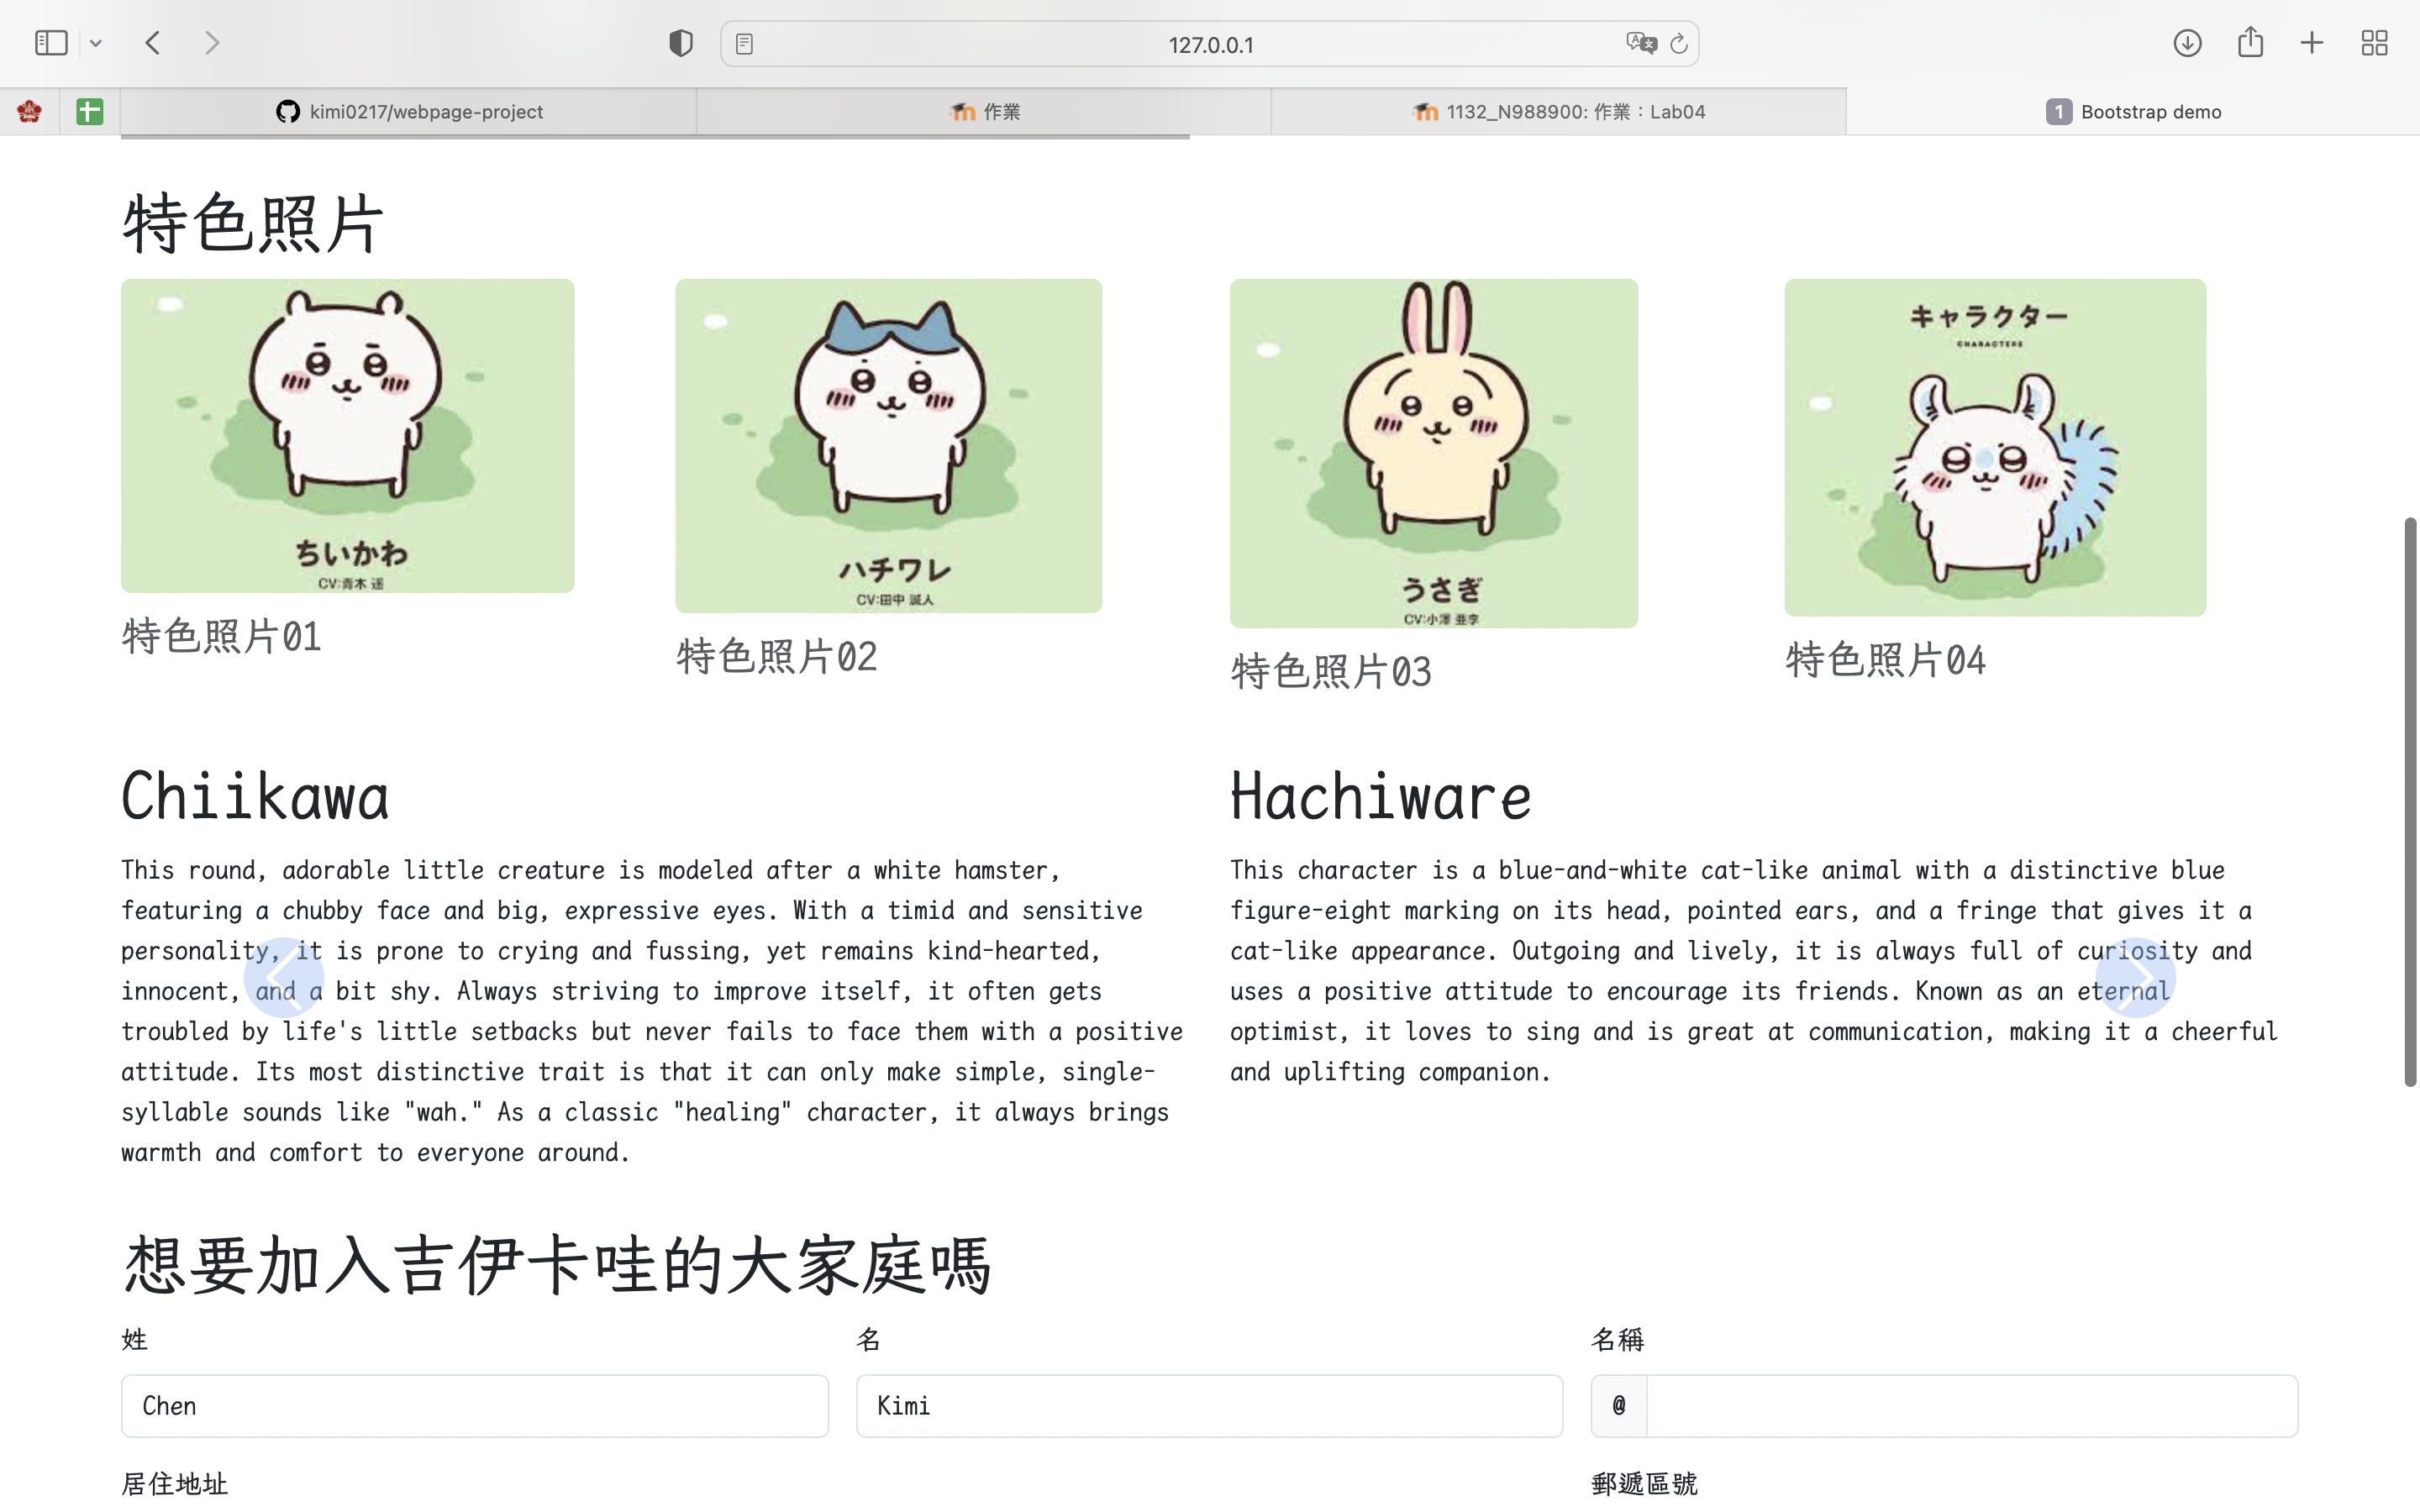 127.0.0.1
kimi0217/webpage-project
作業
1132_N988900: 作業：Lab04
1 Bootstrap demo
特色照片
ちいかわ
CV:青木 遥
特色照片01
ハチワレ
CV:田中 誠人
特色照片02
うさぎ
CV:小澤 亜李
特色照片03
キャラクター
CHARACTERS
特色照片04
Chiikawa
This round, adorable little creature is modeled after a white hamster,
featuring a chubby face and big, expressive eyes. With a timid and sensitive
personality, it is prone to crying and fussing, yet remains kind-hearted,
innocent, and a bit shy. Always striving to improve itself, it often gets
troubled by life's little setbacks but never fails to face them with a positive
attitude. Its most distinctive trait is that it can only make simple, single-
syllable sounds like "wah." As a classic "healing" character, it always brings
warmth and comfort to everyone around.
Hachiware
This character is a blue-and-white cat-like animal with a distinctive blue
figure-eight marking on its head, pointed ears, and a fringe that gives it a
cat-like appearance. Outgoing and lively, it is always full of curiosity and
uses a positive attitude to encourage its friends. Known as an eternal
optimist, it loves to sing and is great at communication, making it a cheerful
and uplifting companion.
想要加入吉伊卡哇的大家庭嗎
姓
名
名稱
Chen
Kimi
@
居住地址
郵遞區號